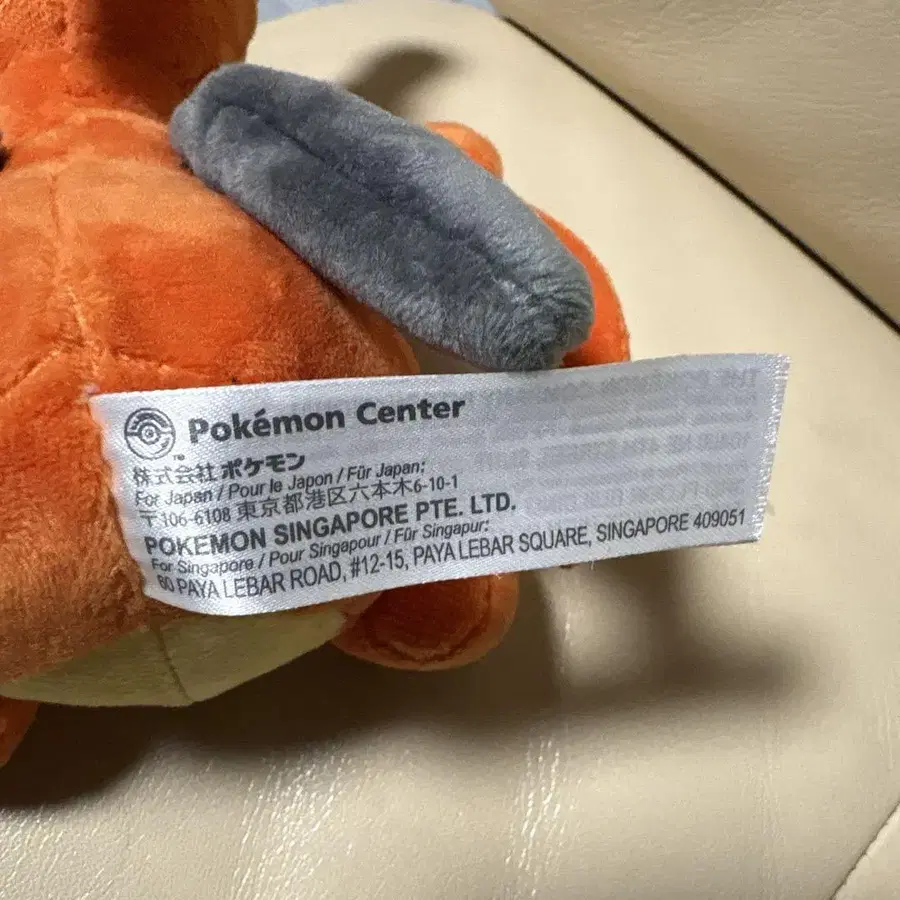 Pokémon Center
TM
株式会社ポケモン
For Japan / Pour le Japon / Für Japan:
〒106-6108 東京都港区六本木6-10-1
POKEMON SINGAPORE PTE. LTD.
For Singapore / Pour Singapour / Für Singapur:
60 PAYA LEBAR ROAD, #12-15, PAYA LEBAR SQUARE, SINGAPORE 409051